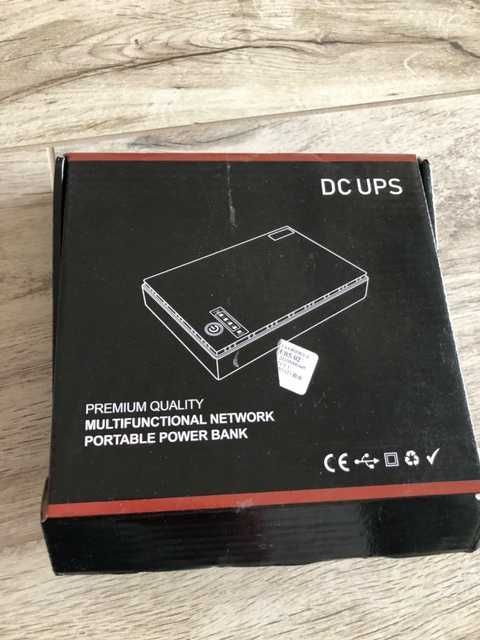 DC UPS
PREMIUM QUALITY
MULTIFUNCTIONAL NETWORK
PORTABLE POWER BANK
CE